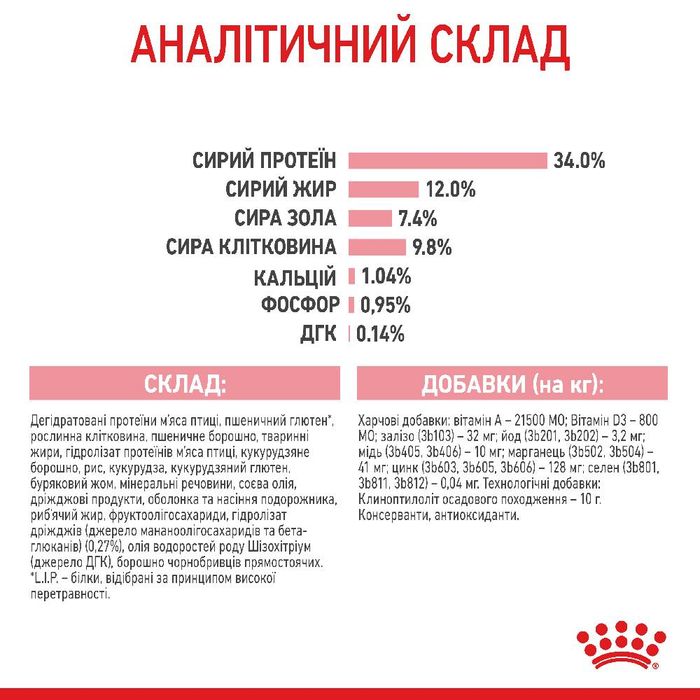 АНАЛІТИЧНИЙ СКЛАД
СИРИЙ ПРОТЕЇН 34.0%
СИРИЙ ЖИР 12.0%
СИРА ЗОЛА 7.4%
СИРА КЛІТКОВИНА 9.8%
КАЛЬЦІЙ 1.04%
ФОСФОР 0,95%
ДГК 0.14%
СКЛАД:
Дегідратовані протеїни м'яса птиці, пшеничний глютен*,
рослинна клітковина, пшеничне борошно, тваринні
жири, гідролізат протеїнів м'яса птиці, кукурудзяне
борошно, рис, кукурудза, кукурудзяний глютен,
буряковий жом, мінеральні речовини, соєва олія,
дріжджові продукти, оболонка та насіння подорожника,
риб'ячий жир, фруктоолігосахариди, гідролізат
дріжджів (джерело мананоолігосахаридів та бета-
глюканів) (0,27%), олія водоростей роду Шізохітріум
(джерело ДГК), борошно чорнобривців прямостоячих.
*L.I.P. – білки, відібрані за принципом високої
перетравності.
ДОБАВКИ (на кг):
Харчові добавки: вітамін А – 21500 МО; Вітамін D3 – 800
МО; залізо (3b103) – 32 мг; йод (3b201, 3b202) – 3,2 мг;
мідь (3b405, 3b406) – 10 мг; марганець (3b502, 3b504) –
41 мг; цинк (3b603, 3b605, 3b606) – 128 мг; селен (3b801,
3b811, 3b812) – 0,04 мг. Технологічні добавки:
Клиноптилоліт осадового походження – 10 г.
Консерванти, антиоксиданти.